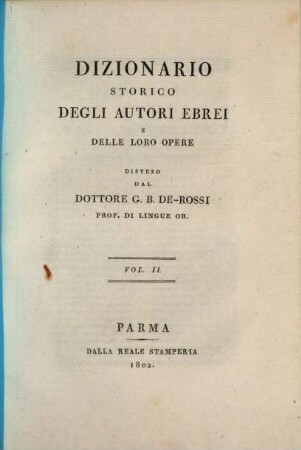 DIZIONARIO
STORICO
DEGLI AUTORI EBREI
E
DELLE LORO OPERE
DISTESO
DAL
DOTTORE G. B. DE-ROSSI
PROF. DI LINGUE OR.
VOL. II.
PARMA
DALLA REALE STAMPERIA
1802.